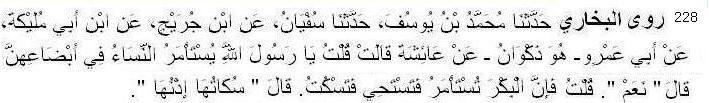 228 روى البخاري حَدَّثَنَا مُحَمَّدُ بْنُ يُوسُفَ، حَدَّثَنَا سُفْيَانُ، عَنِ ابْنِ جُرَيْجٍ، عَنِ ابْنِ أَبِي مُلَيْكَةَ،
عَنْ أَبِي عَمْرٍو ـ هُوَ ذَكْوَانُ ـ عَنْ عَائِشَةَ قَالَتْ قُلْتُ يَا رَسُولَ اللَّهِ يُسْتَأْمَرُ النِّسَاءُ فِي أَبْضَاعِهِنَّ
قَالَ " نَعَمْ ". قُلْتُ فَإِنَّ الْبِكْرَ تُسْتَأْمَرُ فَتَسْتَحِي فَتَسْكُتُ. قَالَ " سُكَاتُهَا إِذْنُهَا ".